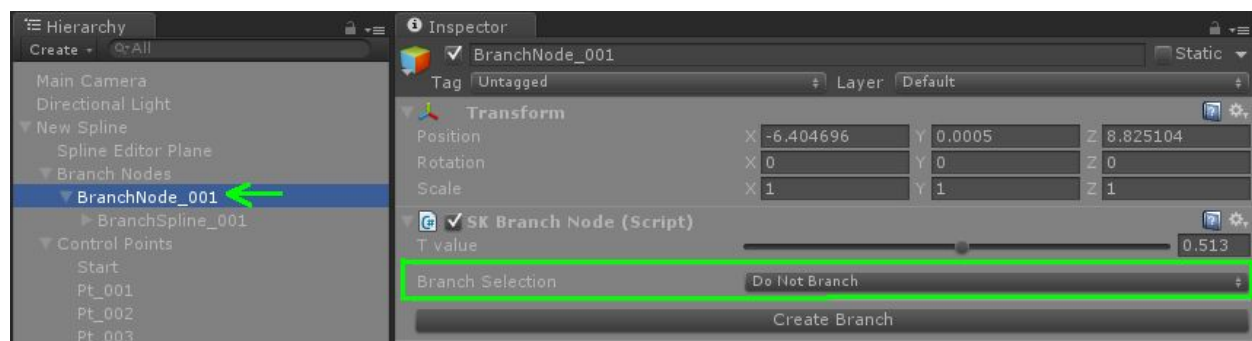 Hierarchy
Create All
Main Camera
Directional Light
New Spline
Spline Editor Plane
Branch Nodes
BranchNode_001
BranchSpline_001
Control Points
Start
Pt_001
Pt_002
Pt_003
Inspector
BranchNode_001 Static
Tag Untagged Layer Default
Transform
Position X -6.404696 Y 0.0005 Z 8.825104
Rotation X 0 Y 0 Z 0
Scale X 1 Y 1 Z 1
SK Branch Node (Script)
T value 0.513
Branch Selection Do Not Branch
Create Branch